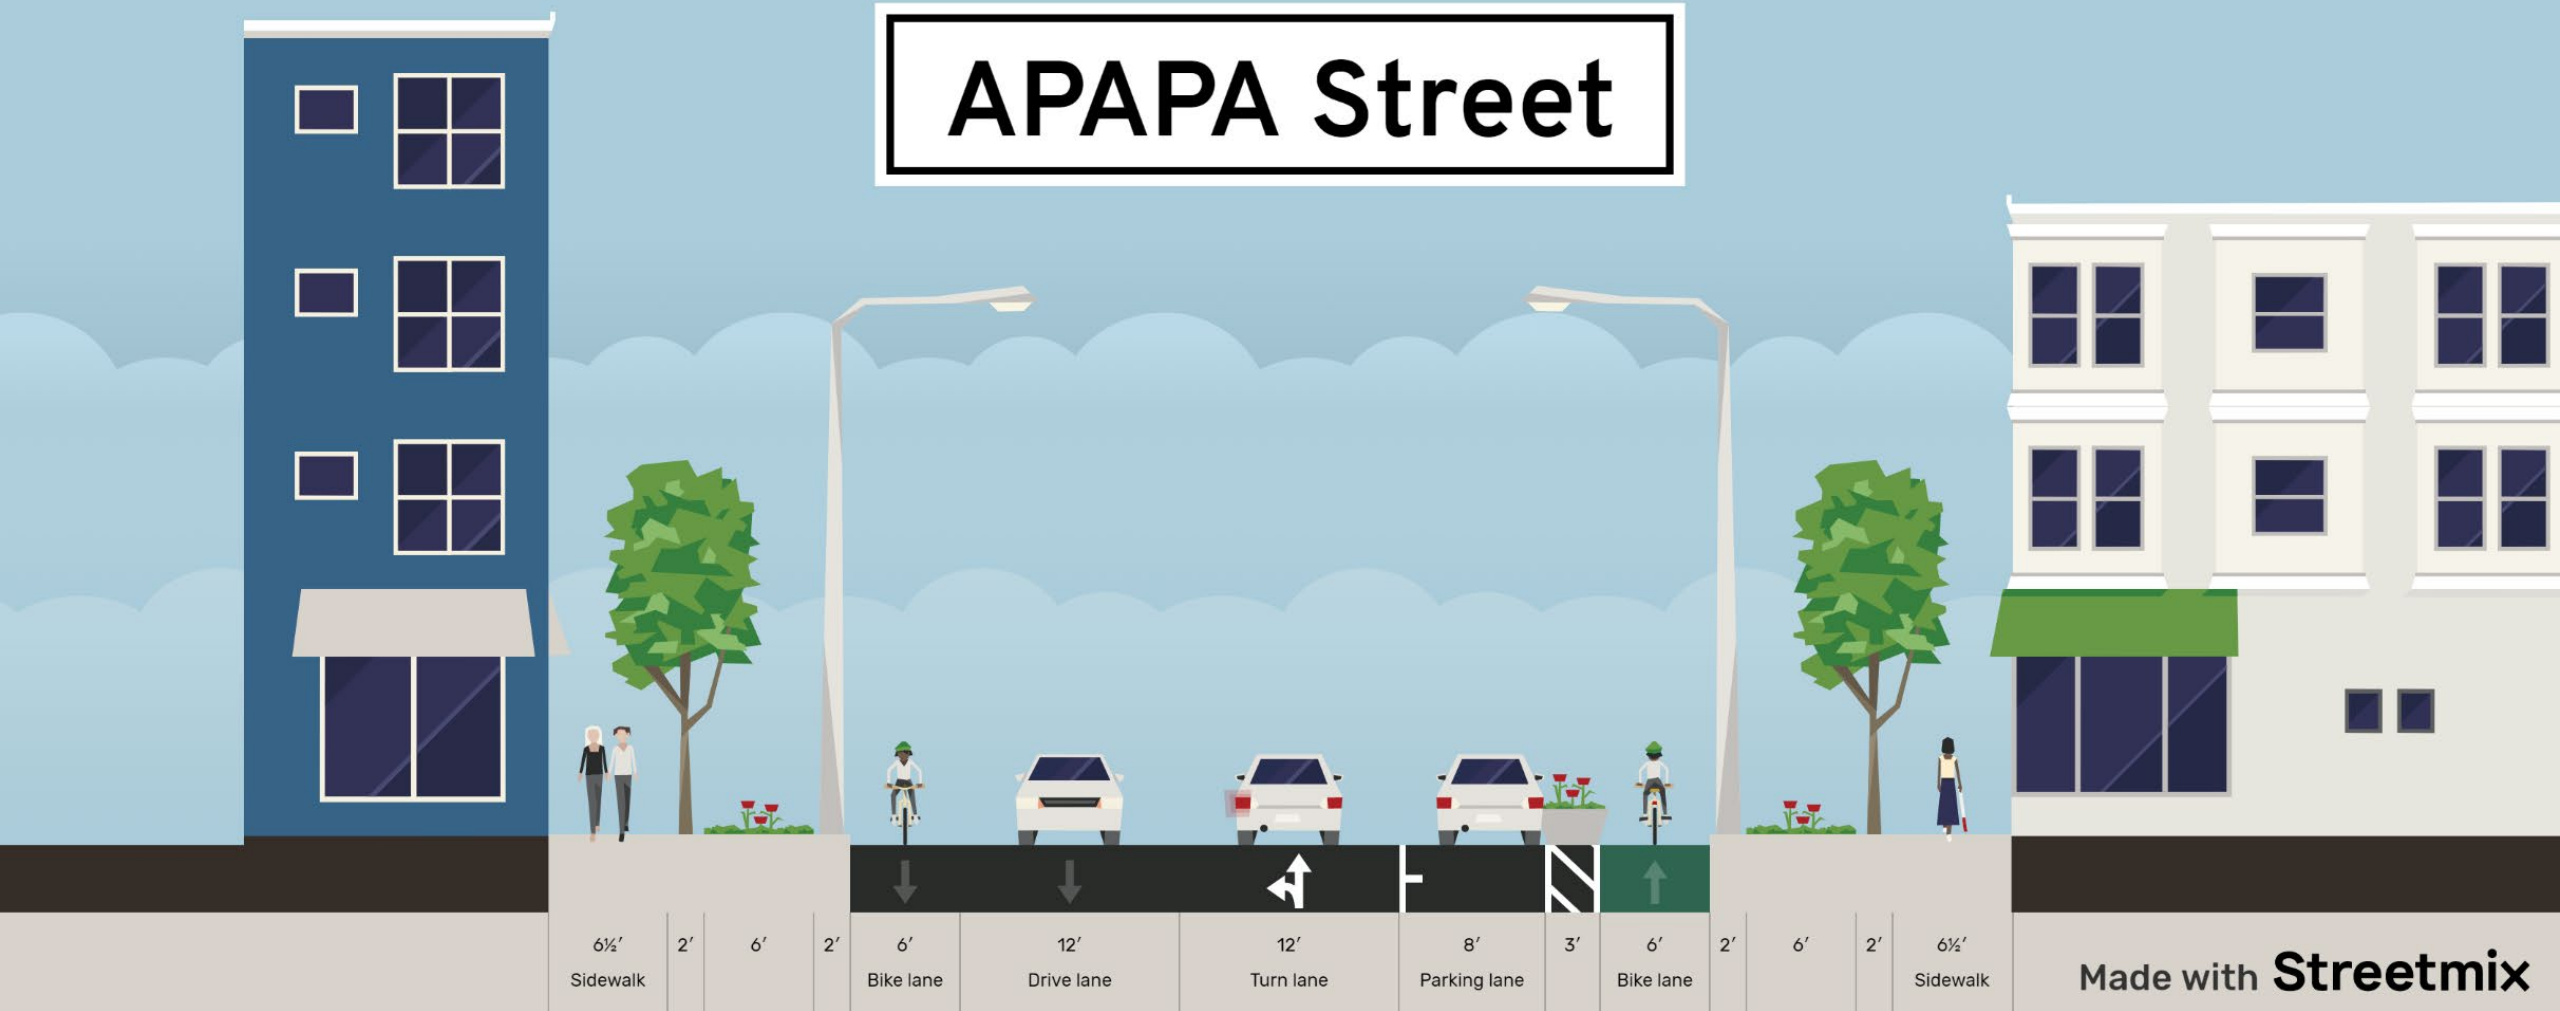 APAPA Street
6½′ 2′ 6′ 2′ 6′ 12′ 12′ 8′ 3′ 6′ 2′ 6′ 2′ 6½′
Sidewalk Bike lane Drive lane Turn lane Parking lane Bike lane Sidewalk
Made with Streetmix